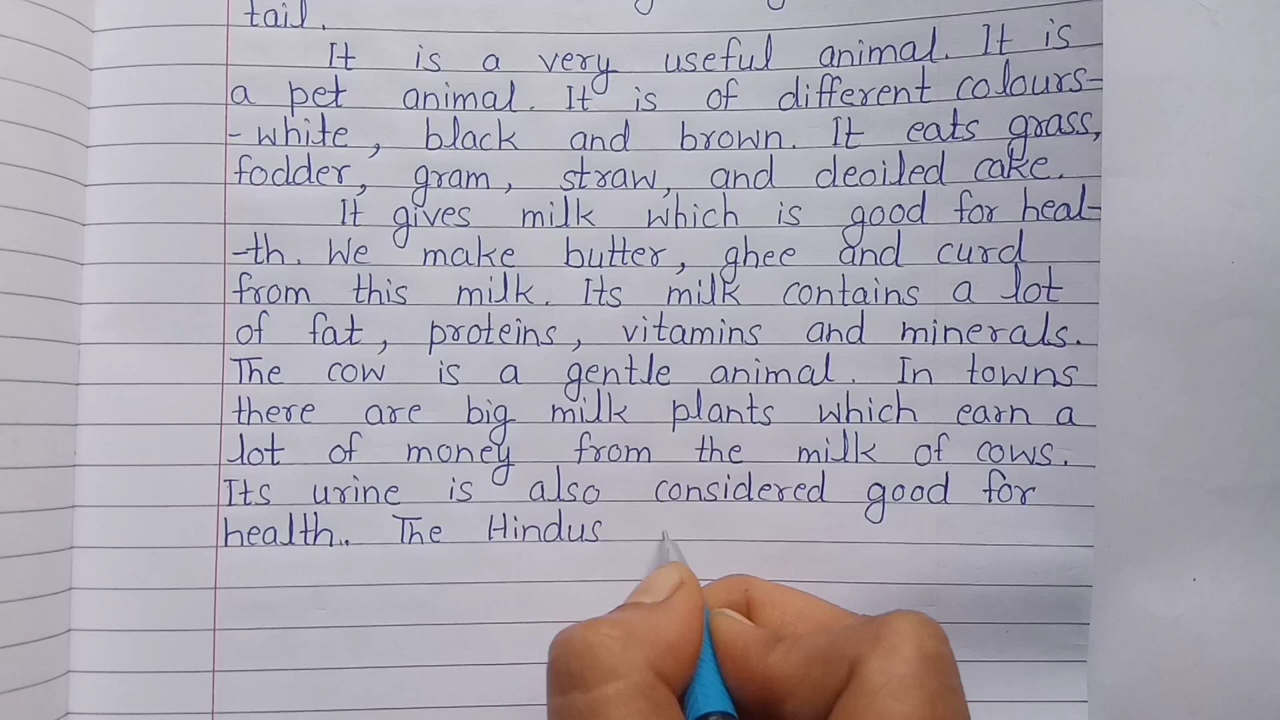 tail.
It is a very useful animal. It is
a pet animal. It is of different colours-
-white, black and brown. It eats grass,
fodder, gram, straw, and deoiled cake.
It gives milk which is good for heal-
-th. We make butter, ghee and curd
from this milk. Its milk contains a lot
of fat, proteins, vitamins and minerals.
The cow is a gentle animal. In towns
there are big milk plants which earn a
lot of money from the milk of cows.
Its urine is also considered good for
health.. The Hindus